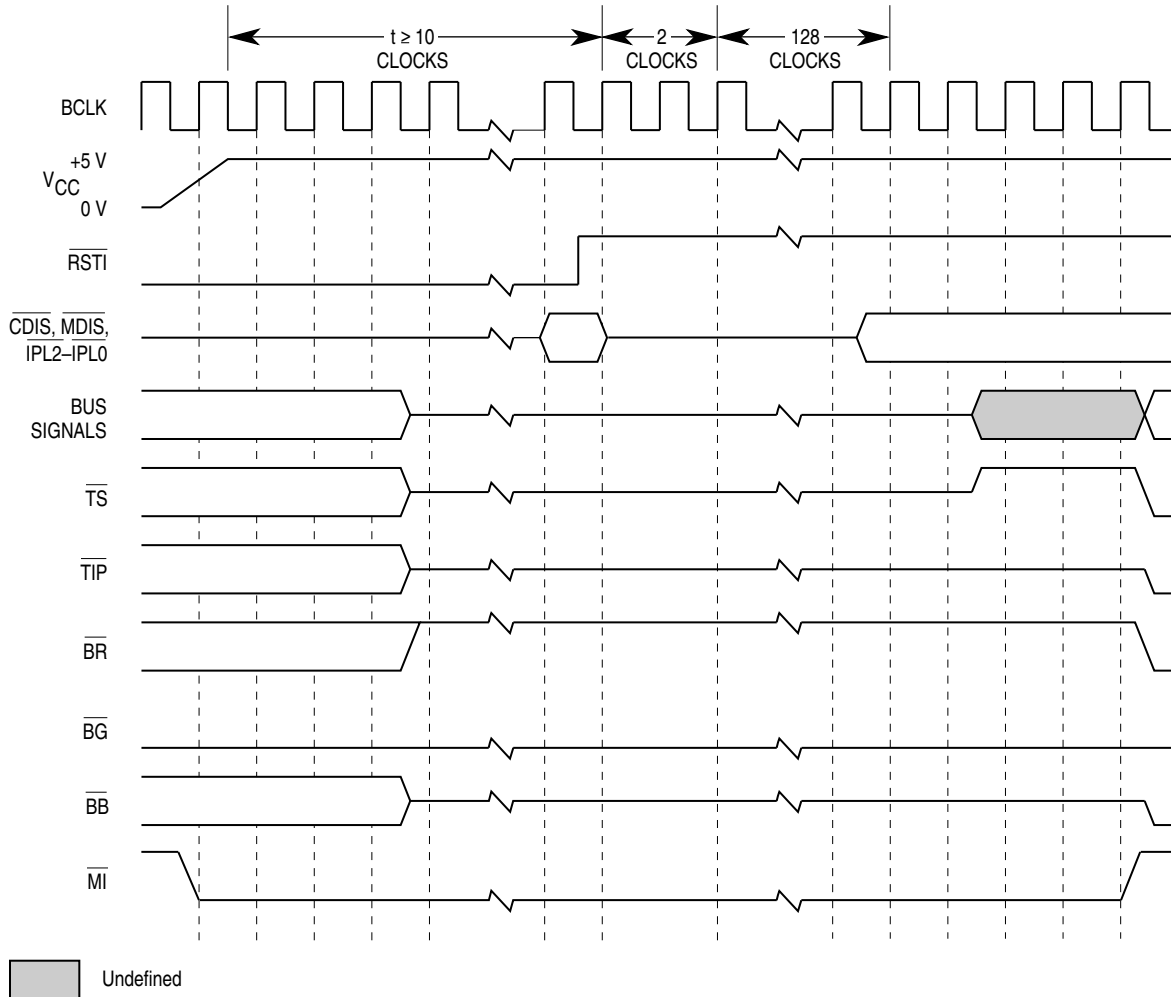 t ≥ 10
CLOCKS
2
CLOCKS
128
CLOCKS
BCLK
+5 V
VCC
0 V
RSTI
CDIS, MDIS,
IPL2–IPL0
BUS
SIGNALS
TS
TIP
BR
BG
BB
MI
Undefined